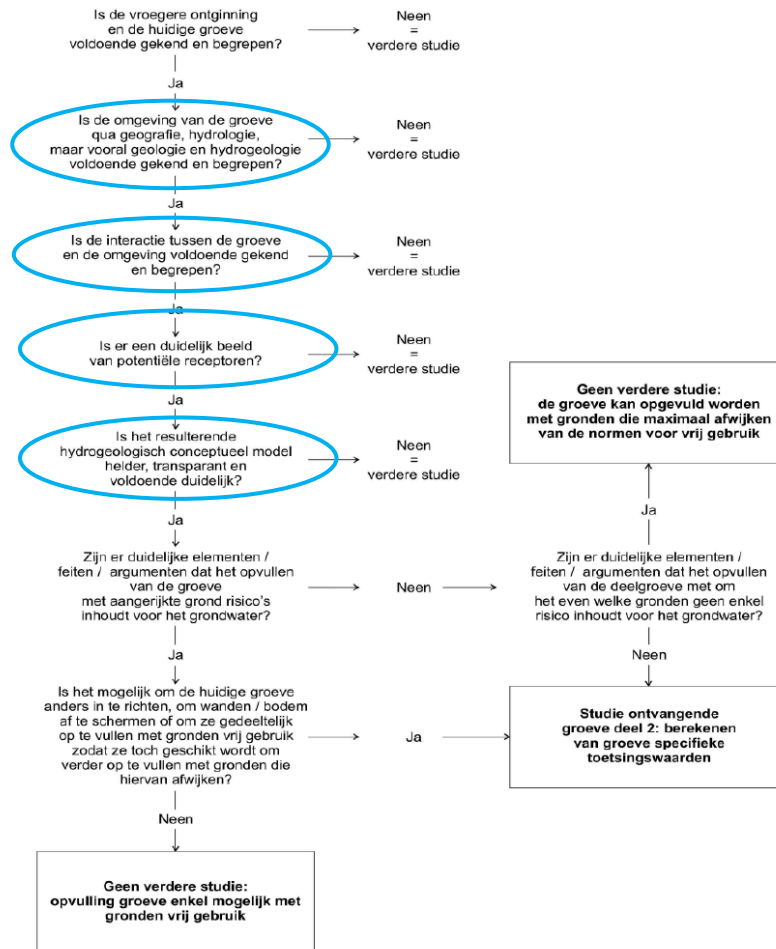 Is de vroegere ontginning
en de huidige groeve
voldoende gekend en begrepen?
Neen
=
verdere studie
Ja
Is de omgeving van de groeve
qua geografie, hydrologie,
maar vooral geologie en hydrogeologie
voldoende gekend en begrepen?
Neen
=
verdere studie
Ja
Is de interactie tussen de groeve
en de omgeving voldoende gekend
en begrepen?
Neen
=
verdere studie
Ja
Is er een duidelijk beeld
van potentiële receptoren?
Neen
=
verdere studie
Ja
Is het resulterende
hydrogeologisch conceptueel model
helder, transparant en
voldoende duidelijk?
Neen
=
verdere studie
Ja
Zijn er duidelijke elementen /
feiten / argumenten dat het opvullen
van de groeve
met aangerijkte grond risico's
inhoudt voor het grondwater?
Neen
Zijn er duidelijke elementen /
feiten / argumenten dat het opvullen
van de deelgroeve met om
het even welke gronden geen enkel
risico inhoudt voor het grondwater?
Ja
Geen verdere studie:
de groeve kan opgevuld worden
met gronden die maximaal afwijken
van de normen voor vrij gebruik
Neen
Studie ontvangende
groeve deel 2: berekenen
van groeve specifieke
toetsingswaarden
Ja
Is het mogelijk om de huidige groeve
anders in te richten, om wanden / bodem
af te schermen of om ze gedeeltelijk
op te vullen met gronden vrij gebruik
zodat ze toch geschikt wordt om
verder op te vullen met gronden die
hiervan afwijken?
Ja
Neen
Geen verdere studie:
opvulling groeve enkel mogelijk met
gronden vrij gebruik